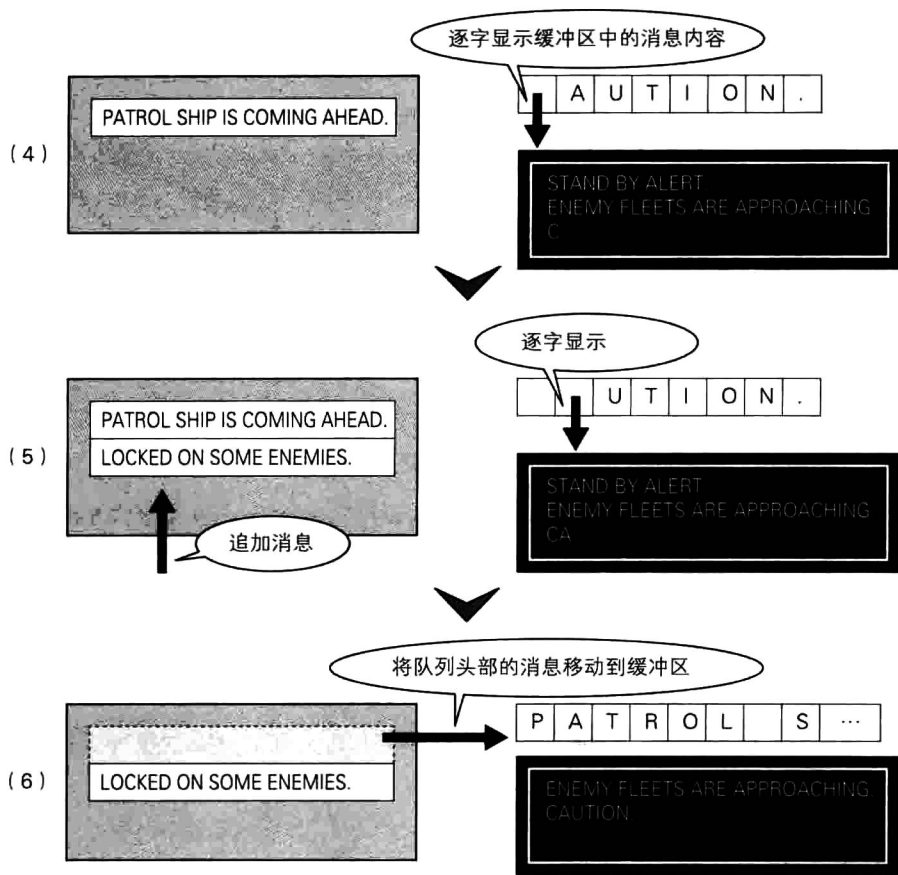 逐字显示缓冲区中的消息内容
(4)
PATROL SHIP IS COMING AHEAD.
A U T I O N .
STAND BY ALERT
ENEMY FLEETS ARE APPROACHING
C
逐字显示
(5)
PATROL SHIP IS COMING AHEAD.
LOCKED ON SOME ENEMIES.
追加消息
U T I O N .
STAND BY ALERT
ENEMY FLEETS ARE APPROACHING
CA
将队列头部的消息移动到缓冲区
(6)
LOCKED ON SOME ENEMIES.
P A T R O L S …
ENEMY FLEETS ARE APPROACHING.
CAUTION